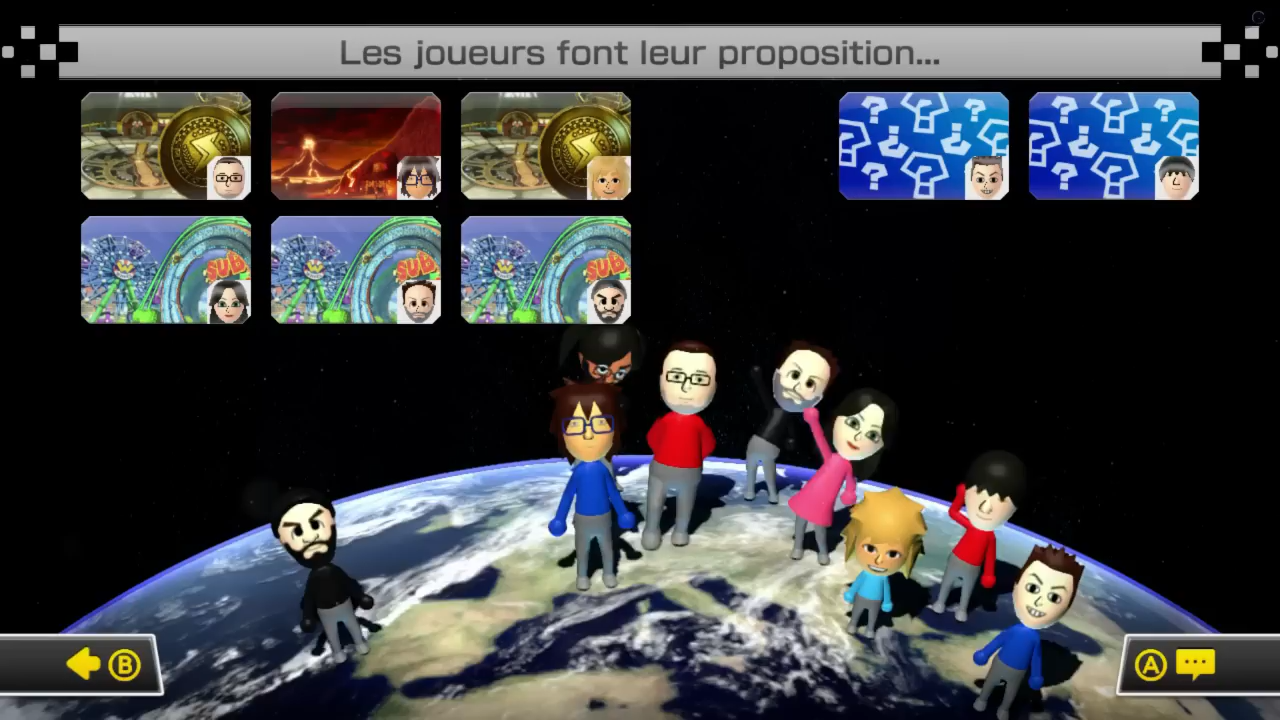 Les joueurs font leur proposition...
? ? ? ? ? ? ?
? ? ? ? ? ? ?
SUB
SUB
SUB
B
A